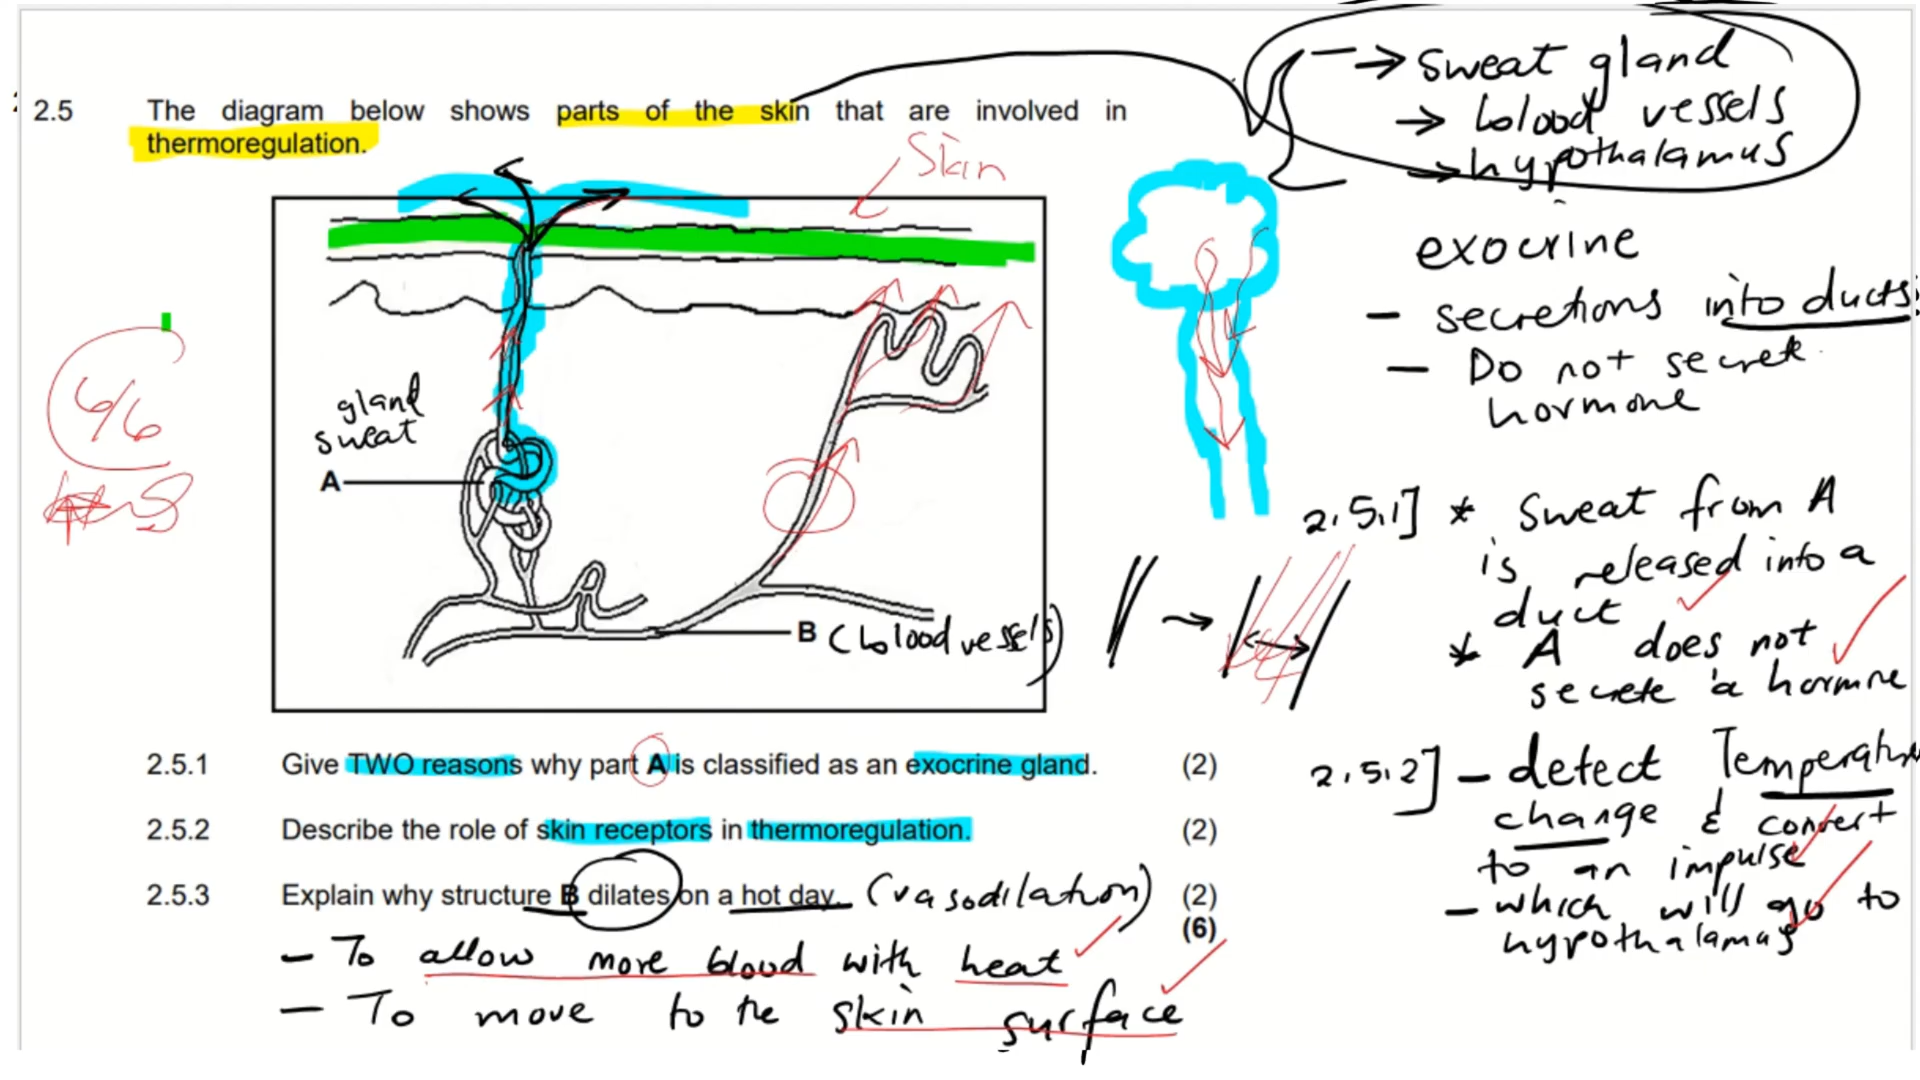 → sweat gland
→ blood vessels
→ hypothalamus
2.5 The diagram below shows parts of the skin that are involved in
thermoregulation.
Skin
exocrine
- secretions into ducts
- Do not secrete
hormone
6/6
gland
sweat
A
B (blood vessels)
2.5.1] * Sweat from A
is released into a
duct
* A does not
secrete a hormone
2.5.1 Give TWO reasons why part A is classified as an exocrine gland. (2)
2.5.2 Describe the role of skin receptors in thermoregulation. (2)
2.5.3 Explain why structure B dilates on a hot day. (vasodilation) (2)
(6)
- To allow more blood with heat
- To move to the skin surface
2.5.2] - detect Temperature
change & convert
to an impulse
- which will go to
hypothalamus